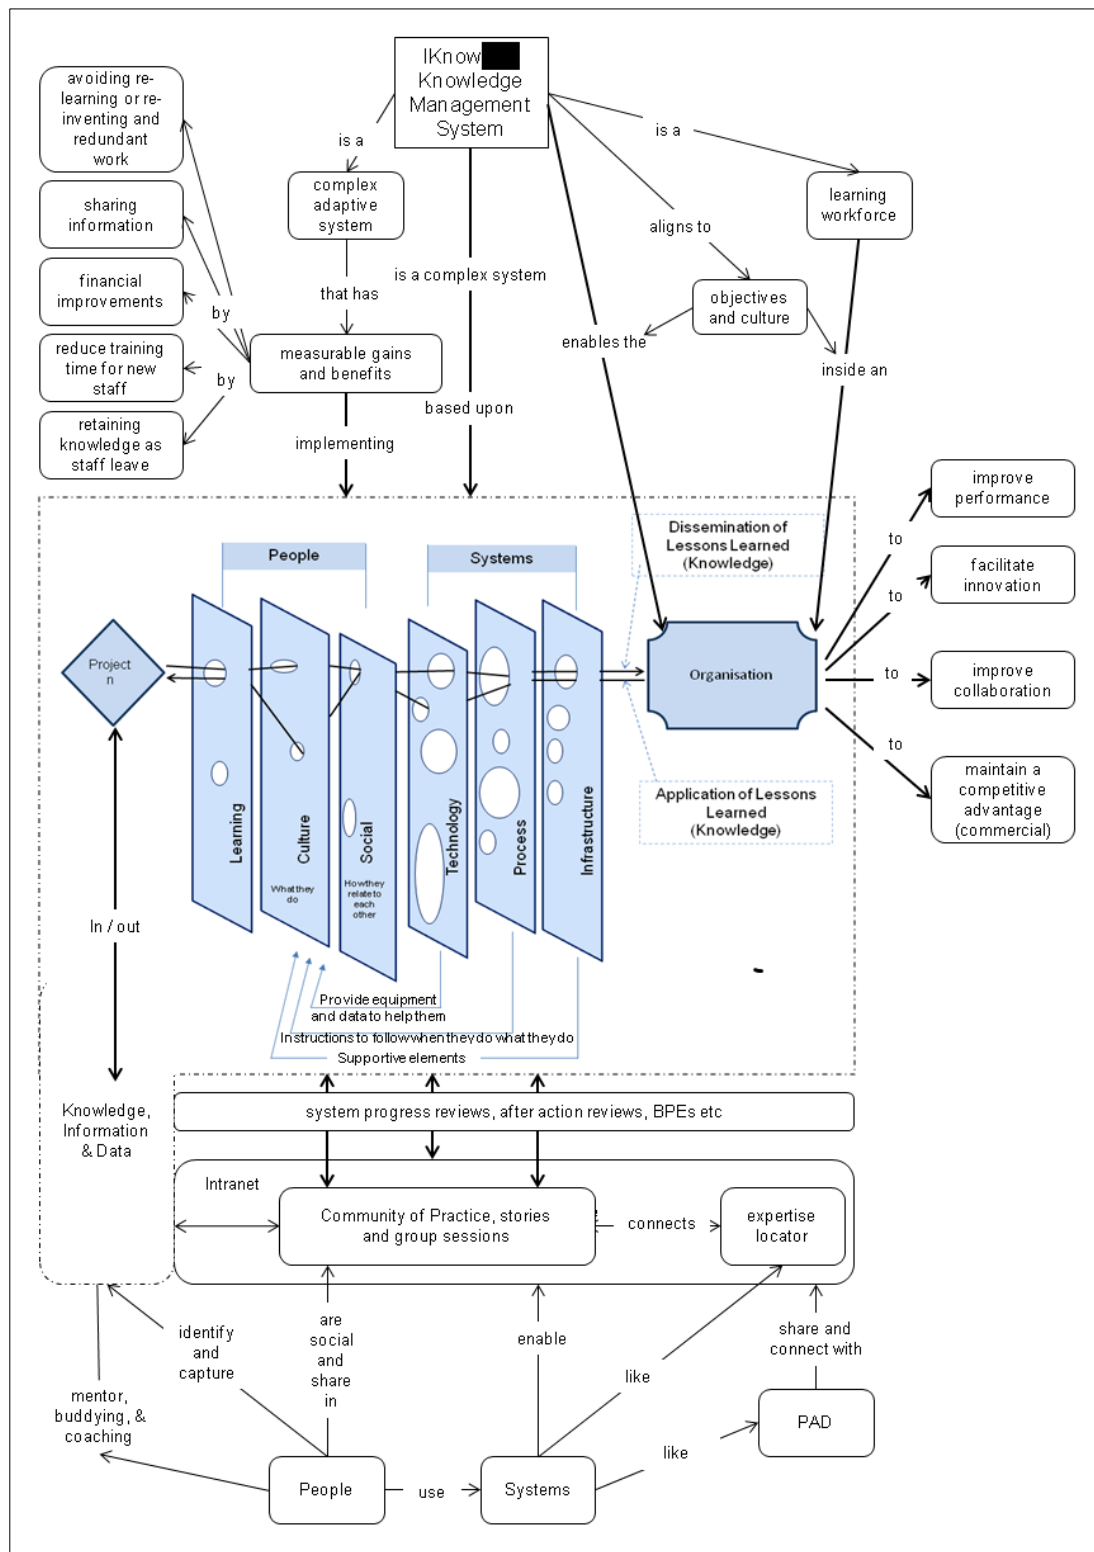 IKnow
Knowledge
Management
System
avoiding re-
learning or re-
inventing and
redundant
work
sharing
information
financial
improvements
reduce training
time for new
staff
retaining
knowledge as
staff leave
by
by
is a
complex
adaptive
system
that has
measurable gains
and benefits
implementing
is a complex system
based upon
is a
learning
workforce
aligns to
objectives
and culture
enables the
inside an
improve
performance
facilitate
innovation
improve
collaboration
maintain a
competitive
advantage
(commercial)
to
to
to
to
People
Systems
Dissemination of
Lessons Learned
(Knowledge)
Project
n
Organisation
Application of Lessons
Learned
(Knowledge)
Learning
Culture
Social
Technology
Process
Infrastructure
What they
do
How they
relate to
each
other
In / out
Provide equipment
and data to help them
Instructions to follow when they do what they do
Supportive elements
Knowledge,
Information
& Data
system progress reviews, after action reviews, BPEs etc
Intranet
Community of Practice, stories
and group sessions
connects
expertise
locator
identify
and
capture
are
social
and
share
in
enable
like
share and
connect with
mentor,
buddying, &
coaching
People
use
Systems
like
PAD